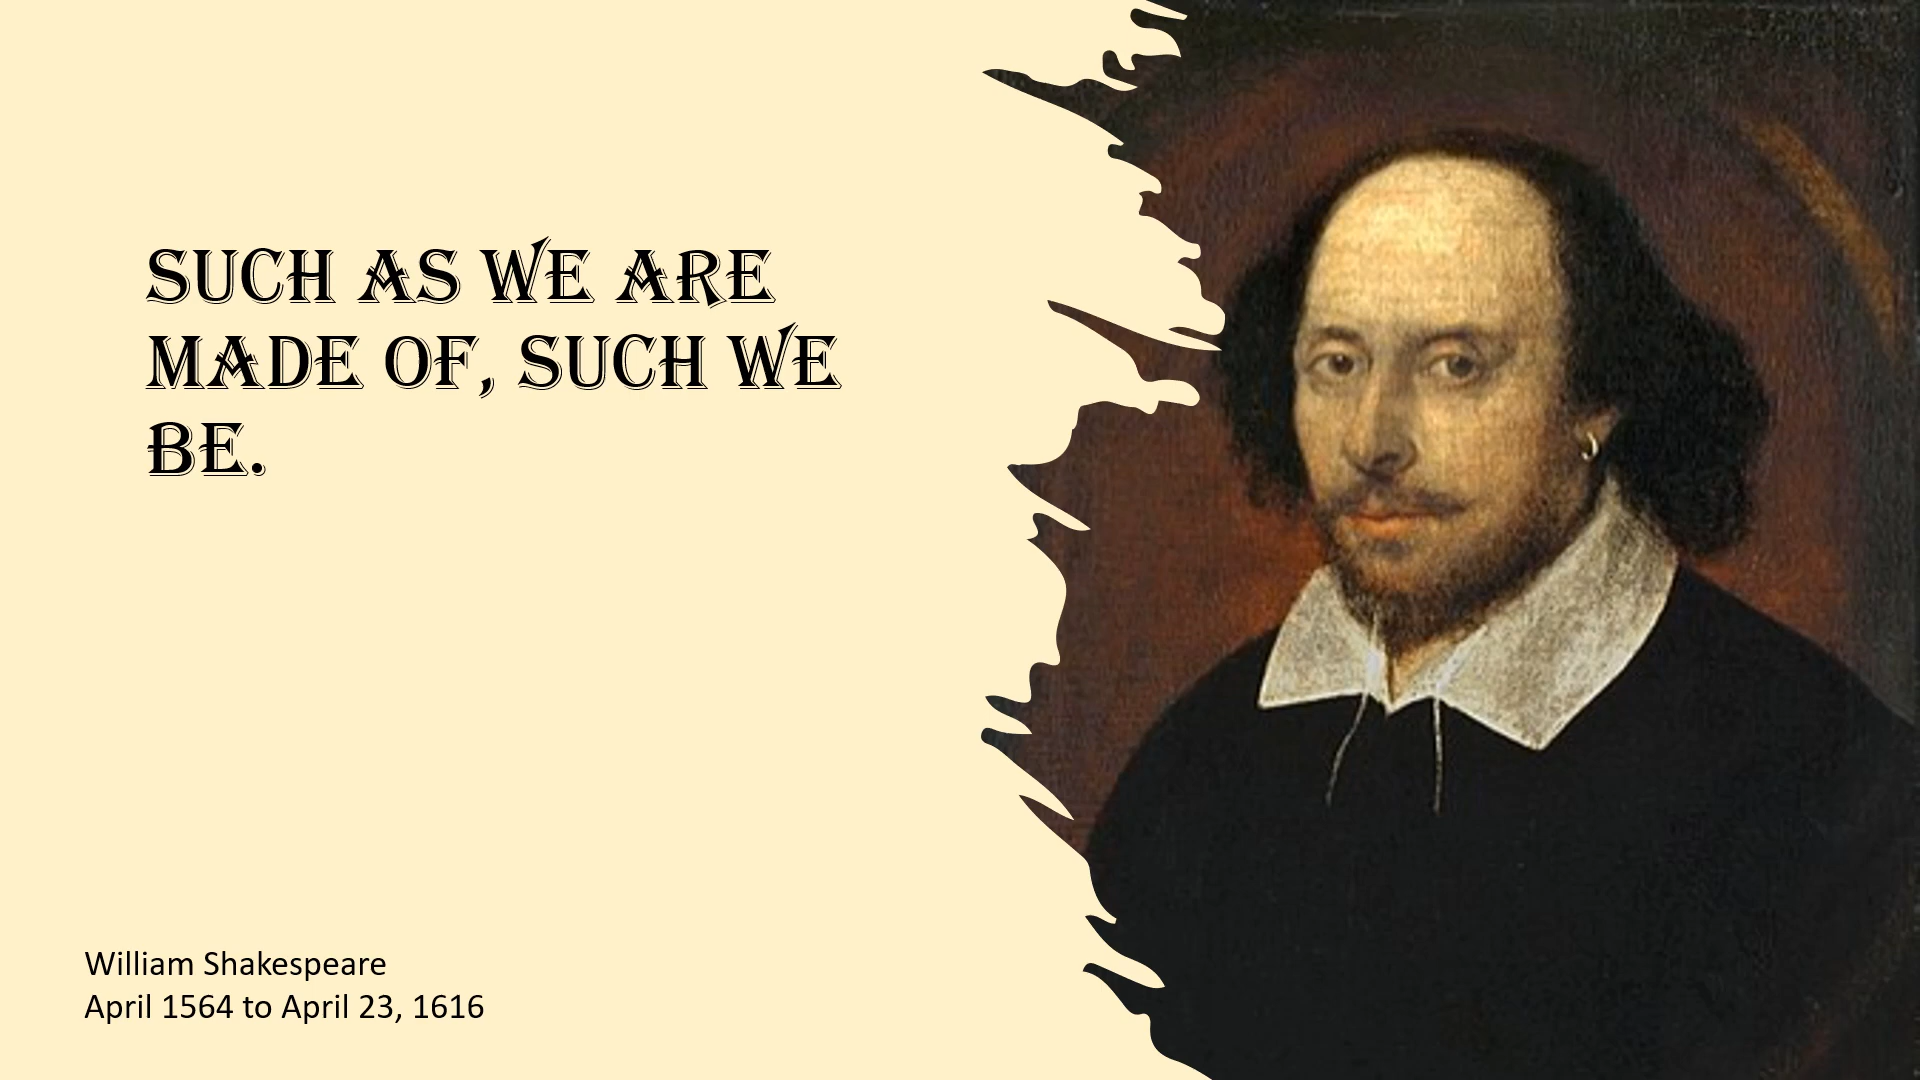 SUCH AS WE ARE
MADE OF, SUCH WE
BE.
William Shakespeare
April 1564 to April 23, 1616